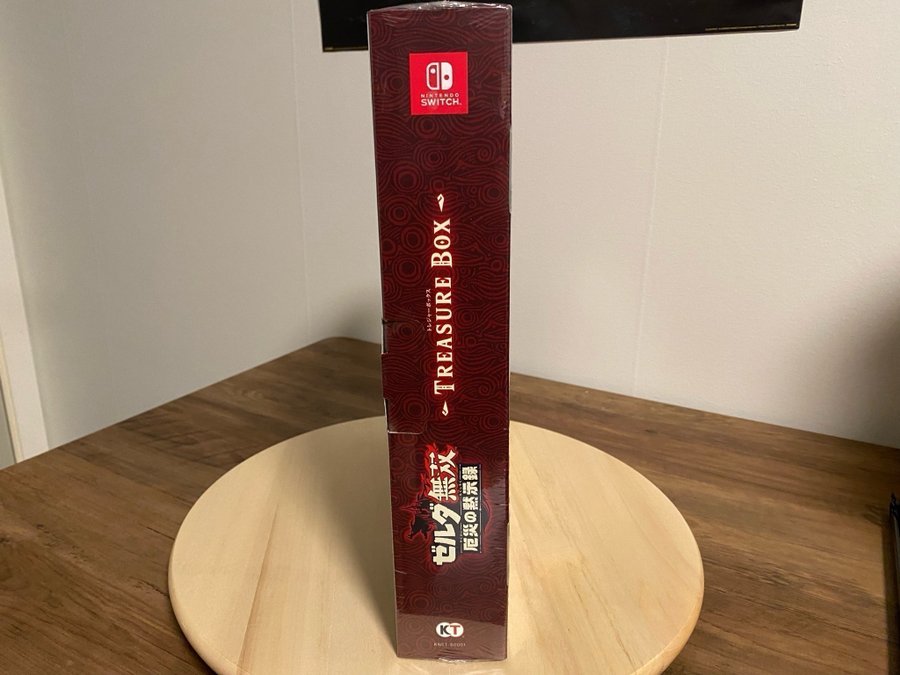 NINTENDO
SWITCH
トレジャーボックス
TREASURE BOX
ゼルダ無双
厄災の黙示録
KT